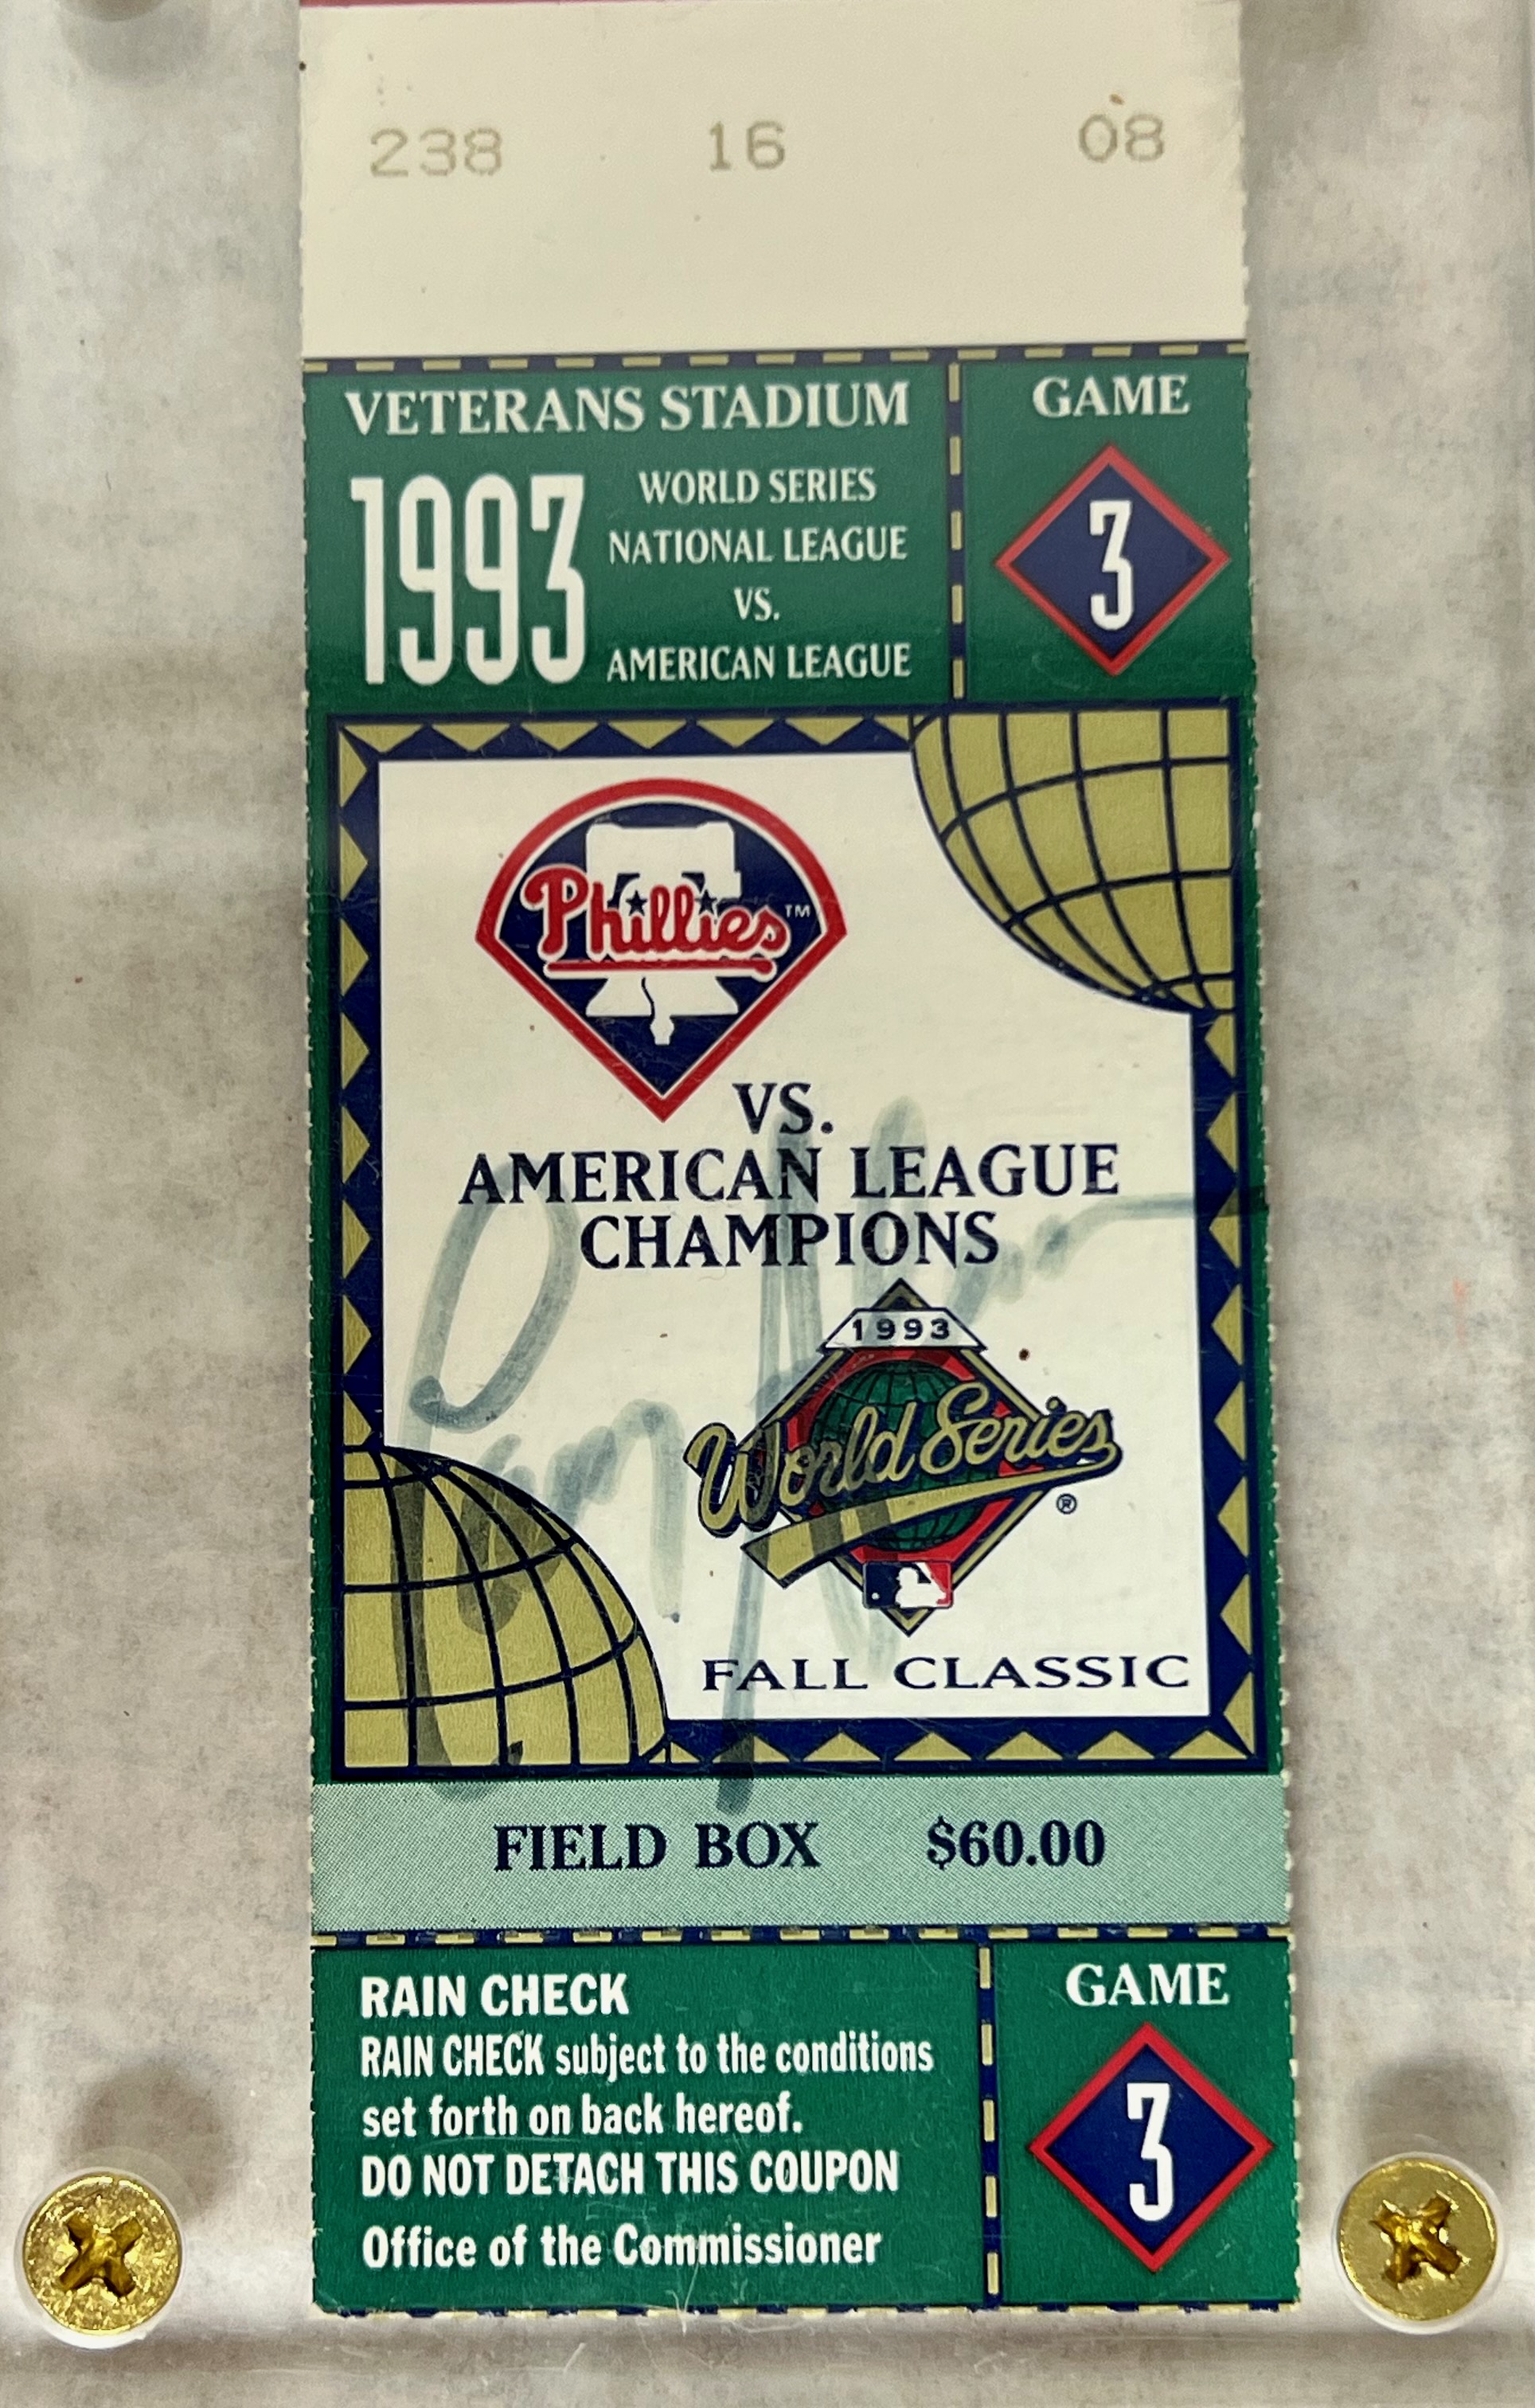 238 16 08
VETERANS STADIUM
1993
WORLD SERIES
NATIONAL LEAGUE
VS.
AMERICAN LEAGUE
GAME
3
Phillies™
VS.
AMERICAN LEAGUE
CHAMPIONS
1993
World Series
®
FALL CLASSIC
FIELD BOX $60.00
RAIN CHECK
RAIN CHECK subject to the conditions
set forth on back hereof.
DO NOT DETACH THIS COUPON
Office of the Commissioner
GAME
3